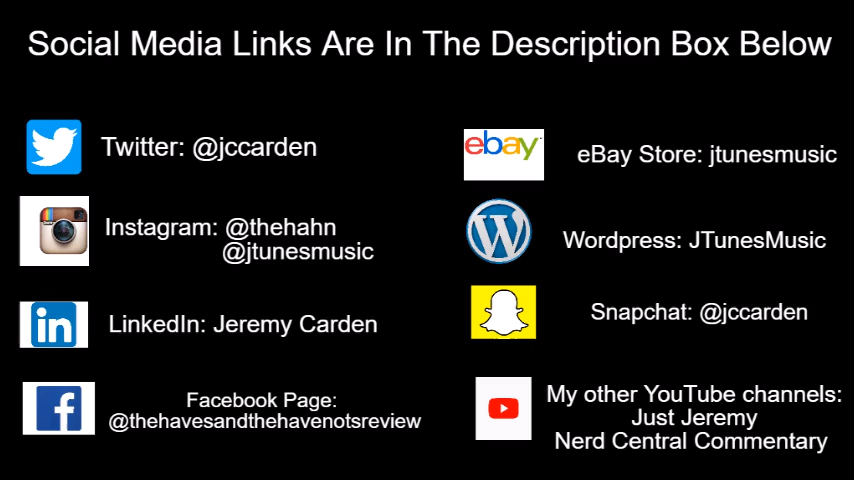 Social Media Links Are In The Description Box Below
Twitter: @jccarden
Instagram: @thehahn
@jtunesmusic
in LinkedIn: Jeremy Carden
f Facebook Page:
@thehavesandthehavenotsreview
ebay eBay Store: jtunesmusic
W Wordpress: JTunesMusic
Snapchat: @jccarden
My other YouTube channels:
Just Jeremy
Nerd Central Commentary